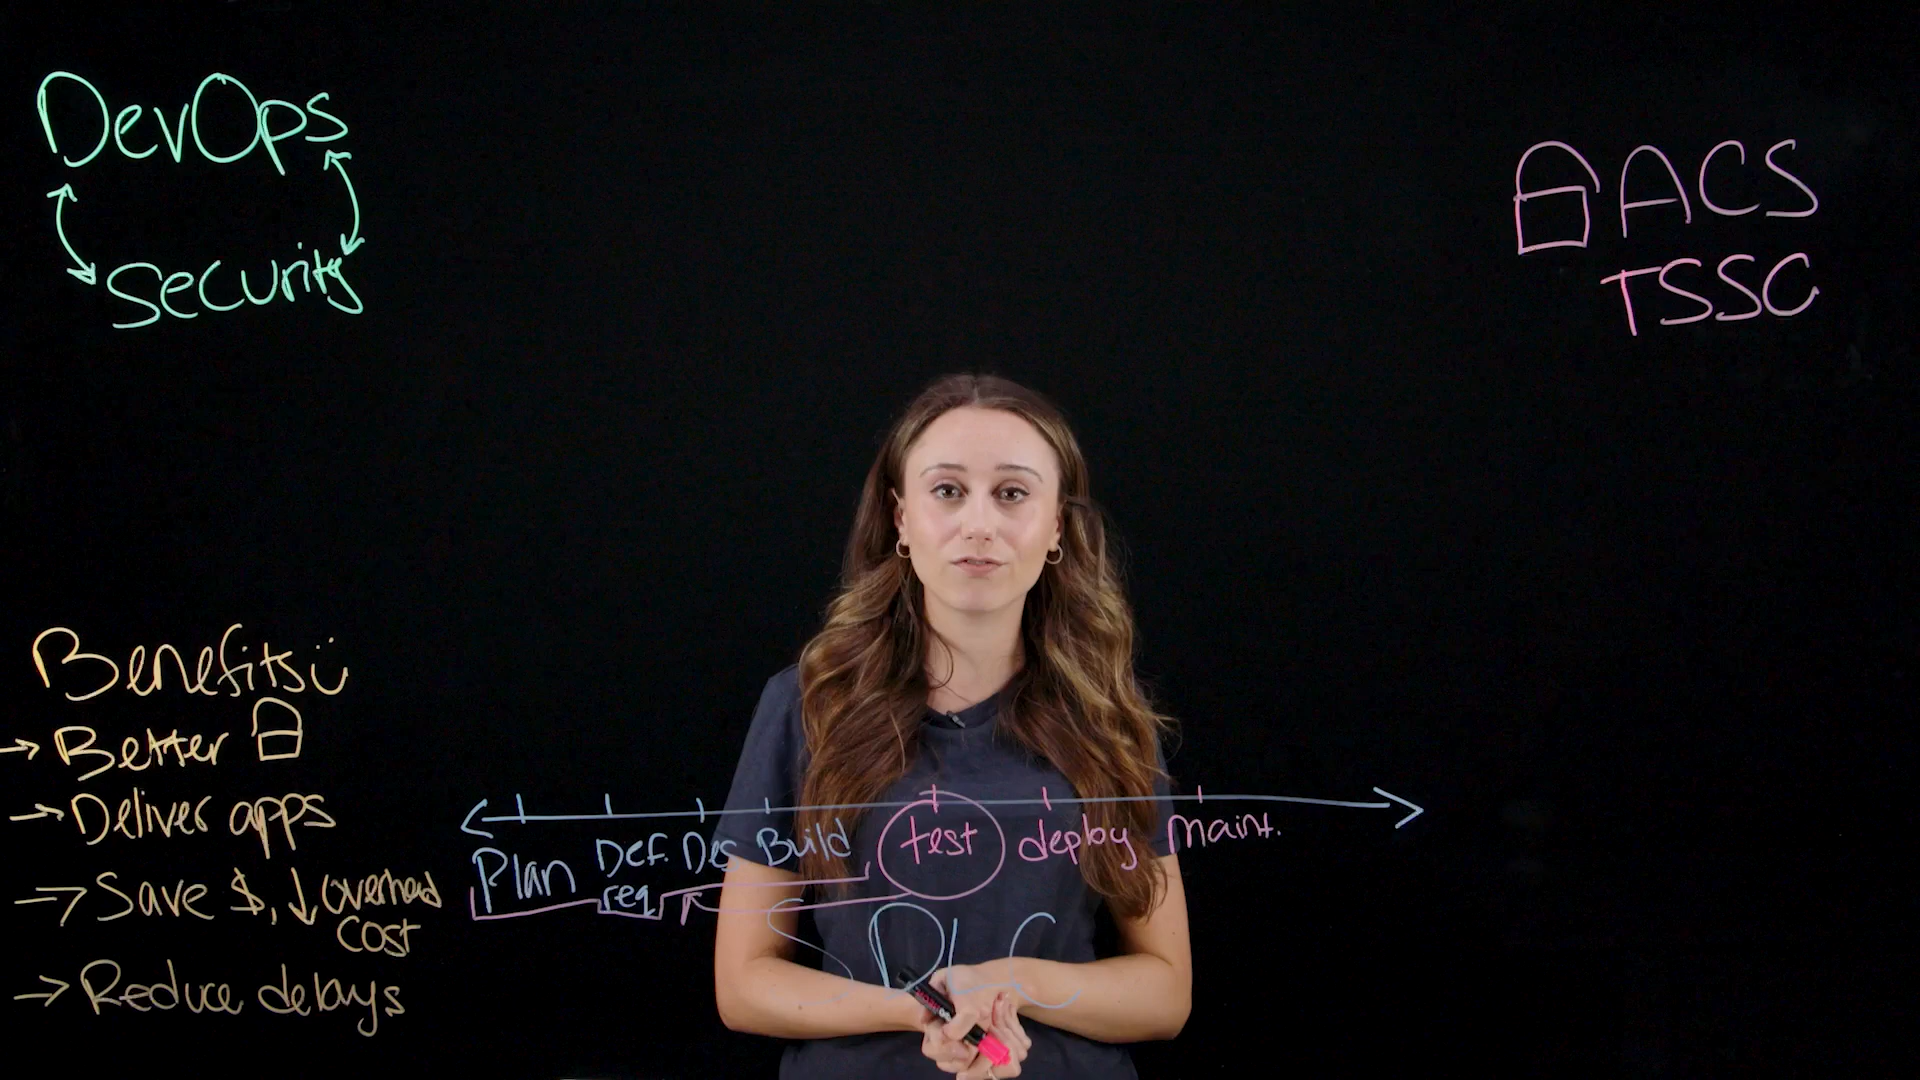 DevOps
Security
ACS
TSSC
Benefits
→ Better
→ Deliver apps
→ Save $, ↓ overhead
cost
→ Reduce delays
Plan Def. Des Build test deploy maint.
req.
SDLC